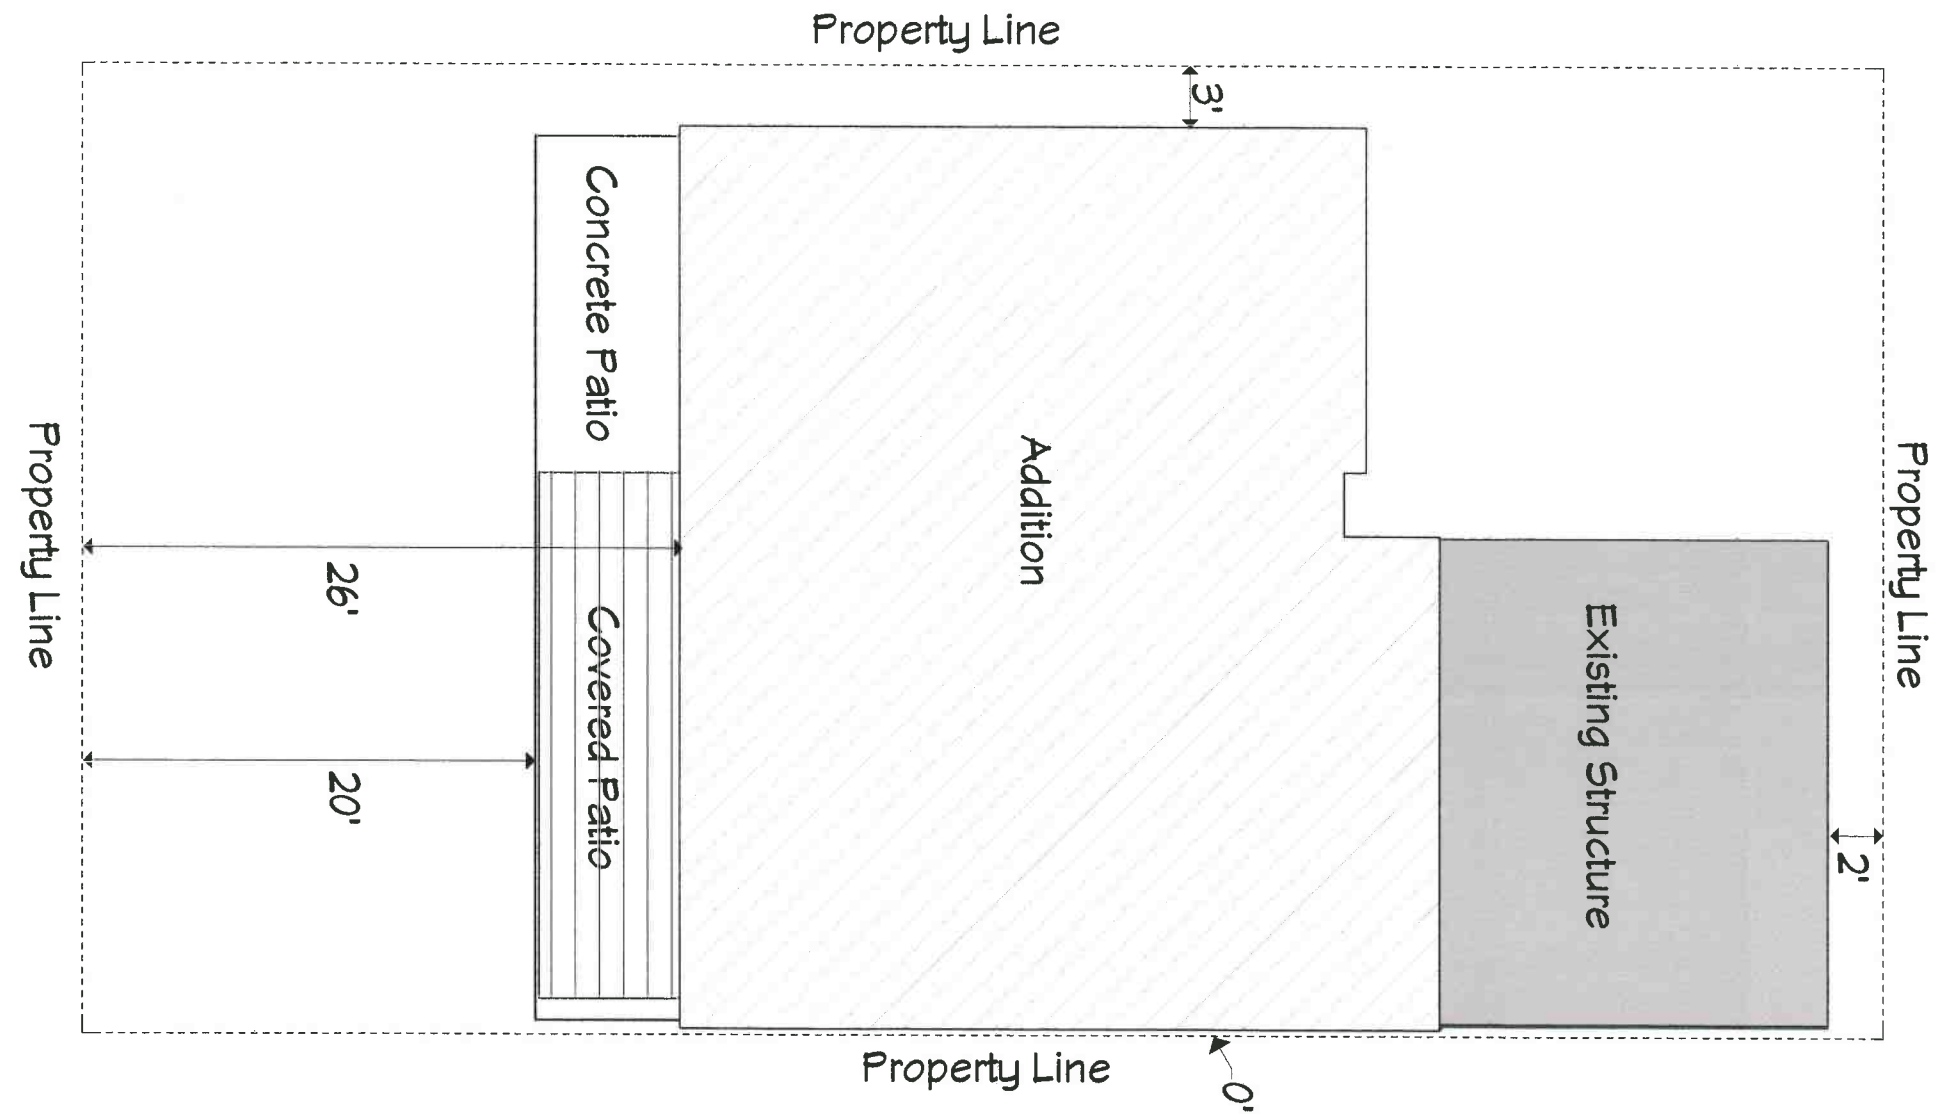 Property Line
3'
Concrete Patio
Addition
Property Line
Property Line
26'
Covered Patio
Existing Structure
20'
2'
Property Line
0'